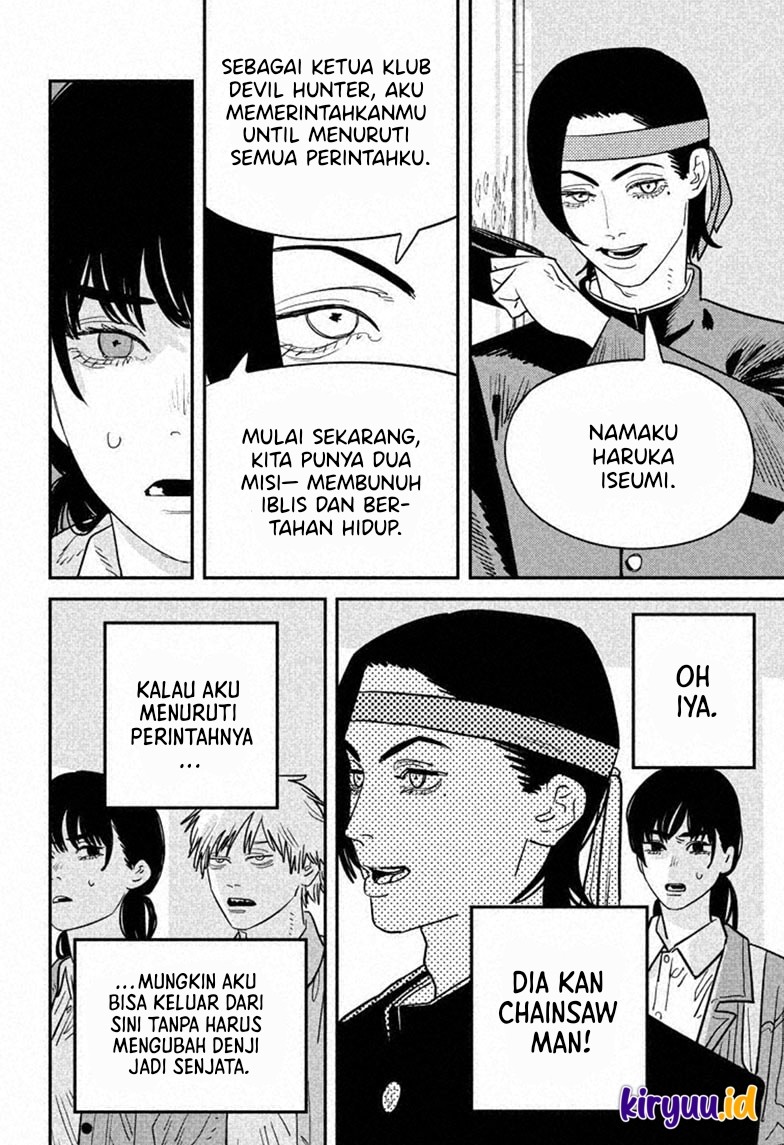 NAMAKU
HARUKA
ISEUMI.
SEBAGAI KETUA KLUB
DEVIL HUNTER, AKU
MEMERINTAHKANMU
UNTIL MENURUTI
SEMUA PERINTAHKU.
MULAI SEKARANG,
KITA PUNYA DUA
MISI— MEMBUNUH
IBLIS DAN BER-
TAHAN HIDUP.
OH
IYA.
DIA KAN
CHAINSAW
MAN!
KALAU AKU
MENURUTI
PERINTAHNYA
...
...MUNGKIN AKU
BISA KELUAR DARI
SINI TANPA HARUS
MENGUBAH DENJI
JADI SENJATA.
kiryuu.id